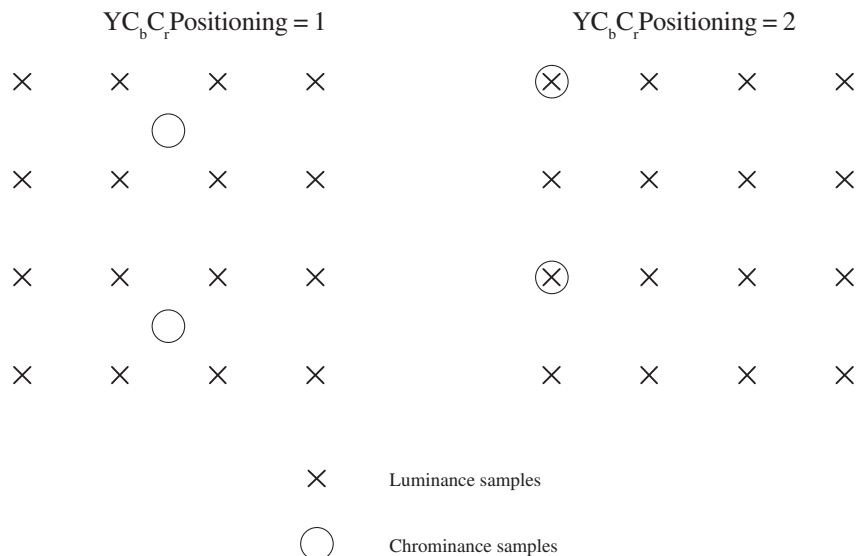 YCbCrPositioning = 1
YCbCrPositioning = 2
Luminance samples
Chrominance samples